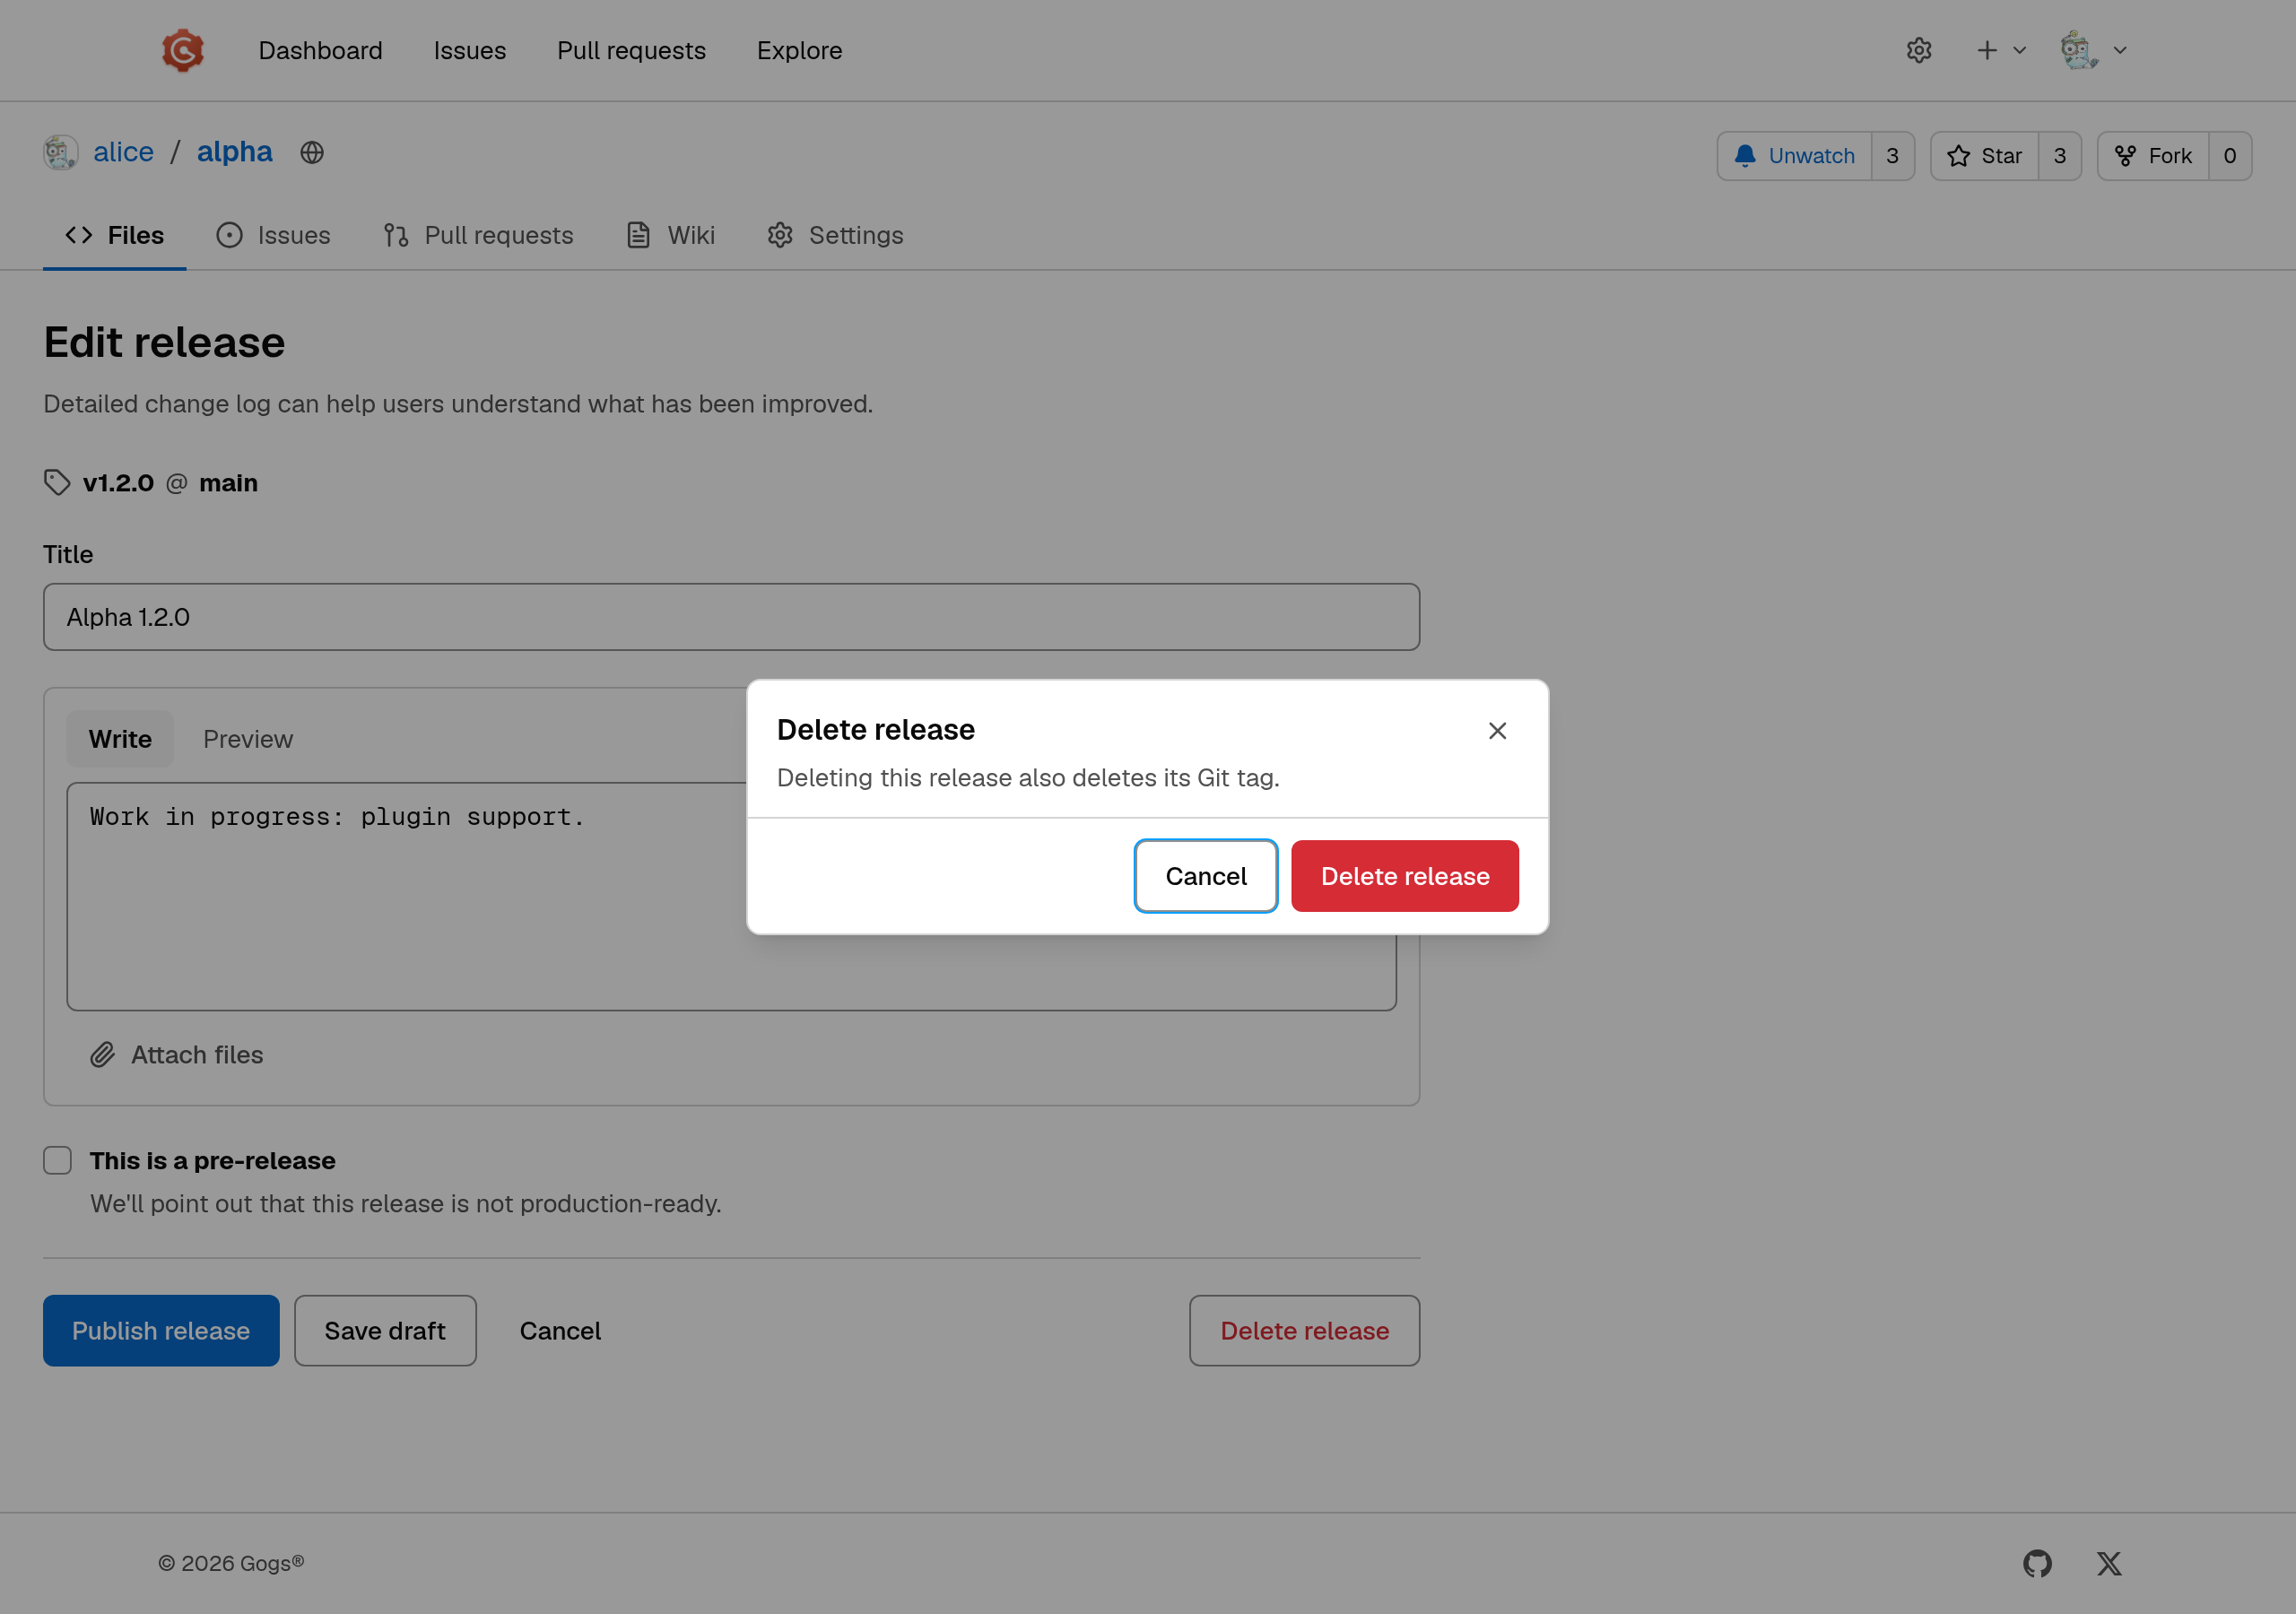 Dashboard Issues Pull requests Explore
alice / alpha
Unwatch 3 Star 3 Fork 0
Files Issues Pull requests Wiki Settings
Edit release
Detailed change log can help users understand what has been improved.
v1.2.0 @ main
Title
Alpha 1.2.0
Write Preview
Work in progress: plugin support.
Delete release
Deleting this release also deletes its Git tag.
Cancel Delete release
Attach files
This is a pre-release
We'll point out that this release is not production-ready.
Publish release Save draft Cancel Delete release
© 2026 Gogs®